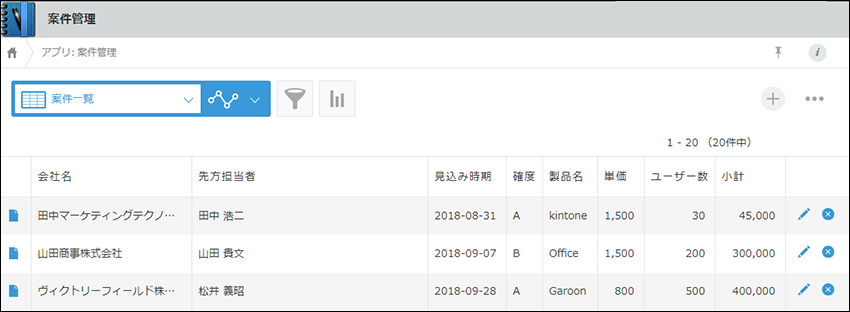 案件管理
アプリ: 案件管理
案件一覧
1 - 20 （20件中）
会社名 先方担当者 見込み時期 確度 製品名 単価 ユーザー数 小計
田中マーケティングテクノ… 田中 浩二 2018-08-31 A kintone 1,500 30 45,000
山田商事株式会社 山田 貴文 2018-09-07 B Office 1,500 200 300,000
ヴィクトリーフィールド株… 松井 義昭 2018-09-28 A Garoon 800 500 400,000